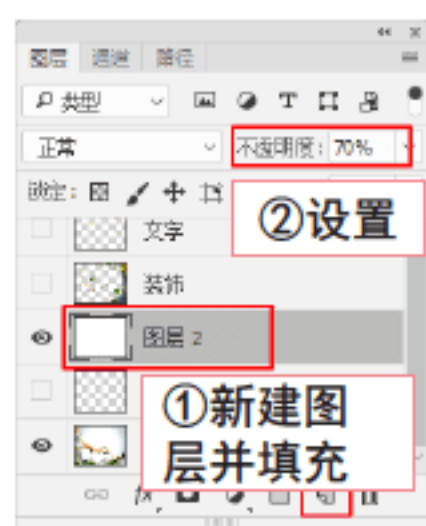 图层 通道 路径
类型
正常 不透明度: 70%
锁定:
②设置
文字
装饰
图层 2
①新建图
层并填充
fx